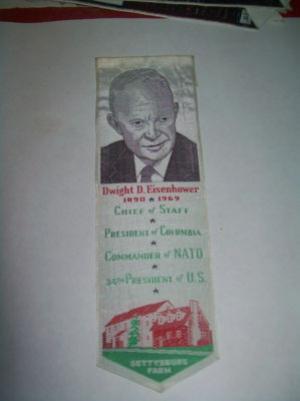 Dwight D. Eisenhower
1890 ★ 1969
CHIEF of STAFF
★
PRESIDENT of COLUMBIA
★
COMMANDER of NATO
★
34TH PRESIDENT of U.S.
★
GETTYSBURG
FARM